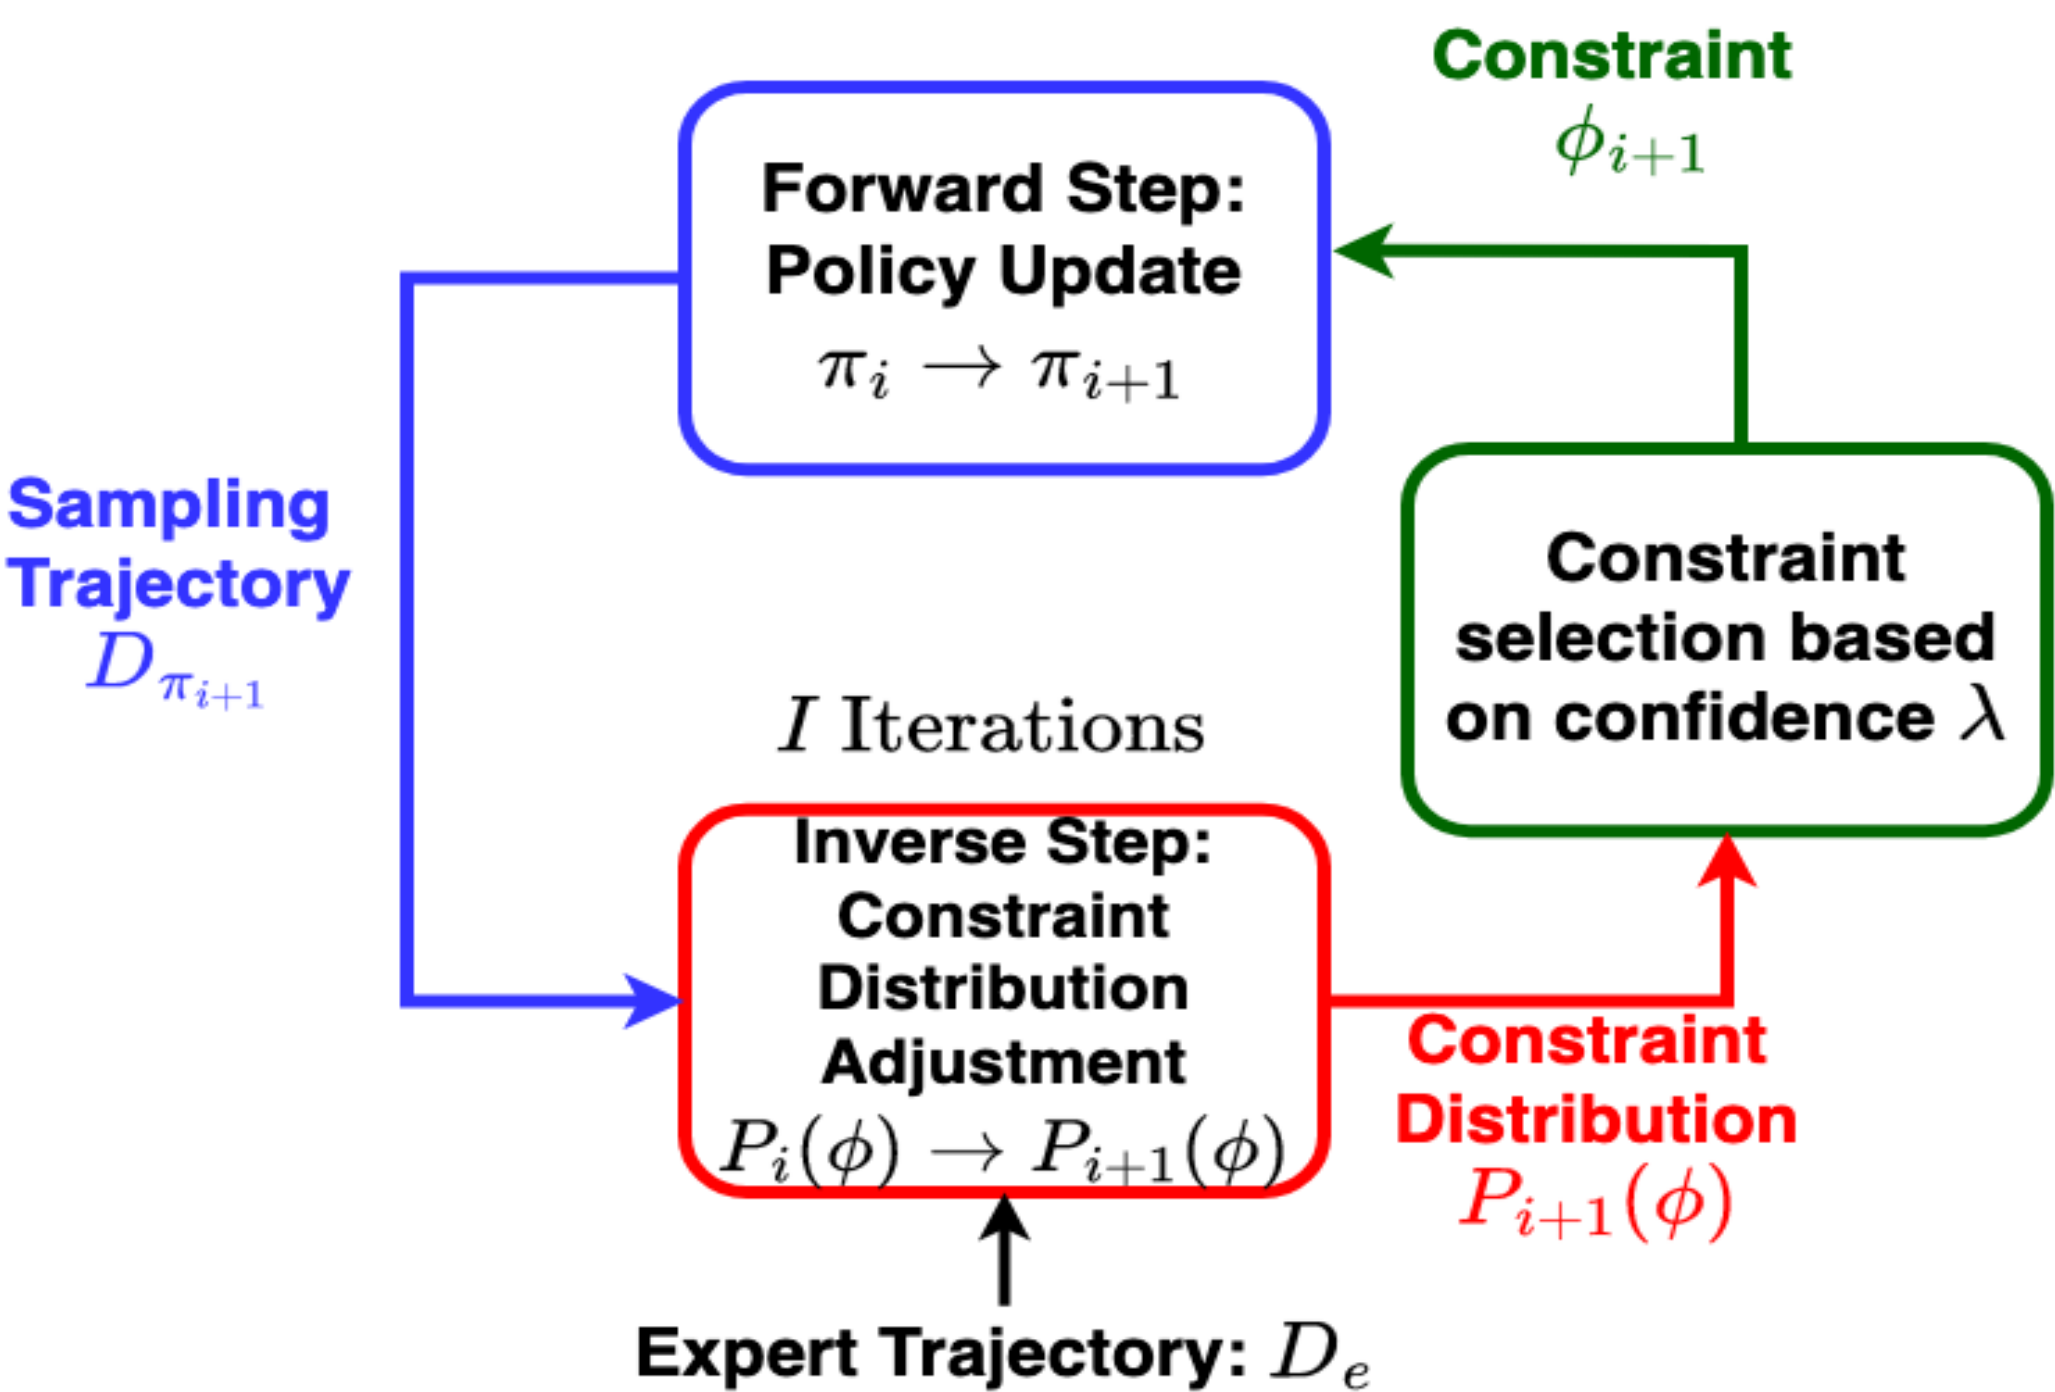 Constraint
ϕ_{i+1}
Forward Step:
Policy Update
π_i → π_{i+1}
Sampling
Trajectory
D_{π_{i+1}}
Constraint
selection based
on confidence λ
I Iterations
Inverse Step:
Constraint
Distribution
Adjustment
P_i(ϕ) → P_{i+1}(ϕ)
Constraint
Distribution
P_{i+1}(ϕ)
Expert Trajectory: D_e